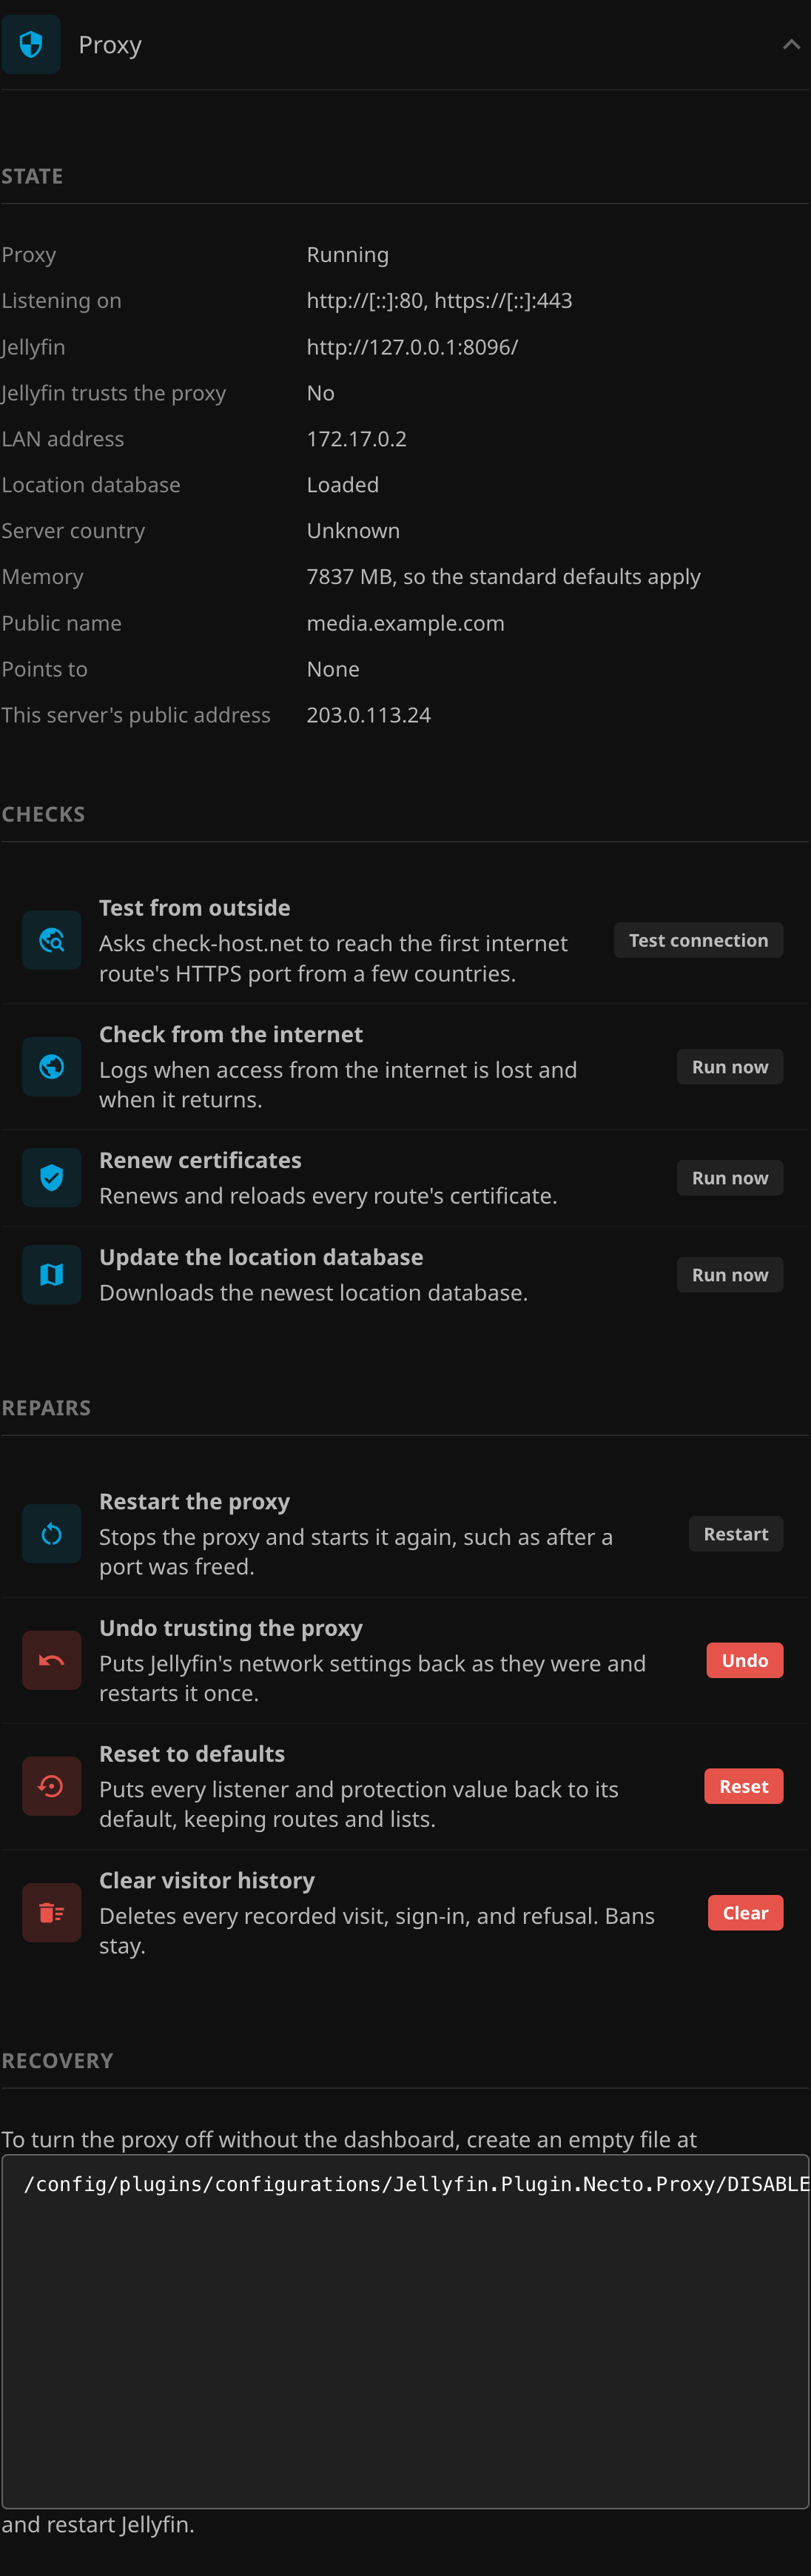 Proxy
STATE
Proxy
Running
Listening on
http://[::]:80, https://[::]:443
Jellyfin
http://127.0.0.1:8096/
Jellyfin trusts the proxy
No
LAN address
172.17.0.2
Location database
Loaded
Server country
Unknown
Memory
7837 MB, so the standard defaults apply
Public name
media.example.com
Points to
None
This server's public address
203.0.113.24
CHECKS
Test from outside
Asks check-host.net to reach the first internet
route's HTTPS port from a few countries.
Test connection
Check from the internet
Logs when access from the internet is lost and
when it returns.
Run now
Renew certificates
Renews and reloads every route's certificate.
Run now
Update the location database
Downloads the newest location database.
Run now
REPAIRS
Restart the proxy
Stops the proxy and starts it again, such as after a
port was freed.
Restart
Undo trusting the proxy
Puts Jellyfin's network settings back as they were and
restarts it once.
Undo
Reset to defaults
Puts every listener and protection value back to its
default, keeping routes and lists.
Reset
Clear visitor history
Deletes every recorded visit, sign-in, and refusal. Bans
stay.
Clear
RECOVERY
To turn the proxy off without the dashboard, create an empty file at
/config/plugins/configurations/Jellyfin.Plugin.Necto.Proxy/DISABLE
and restart Jellyfin.